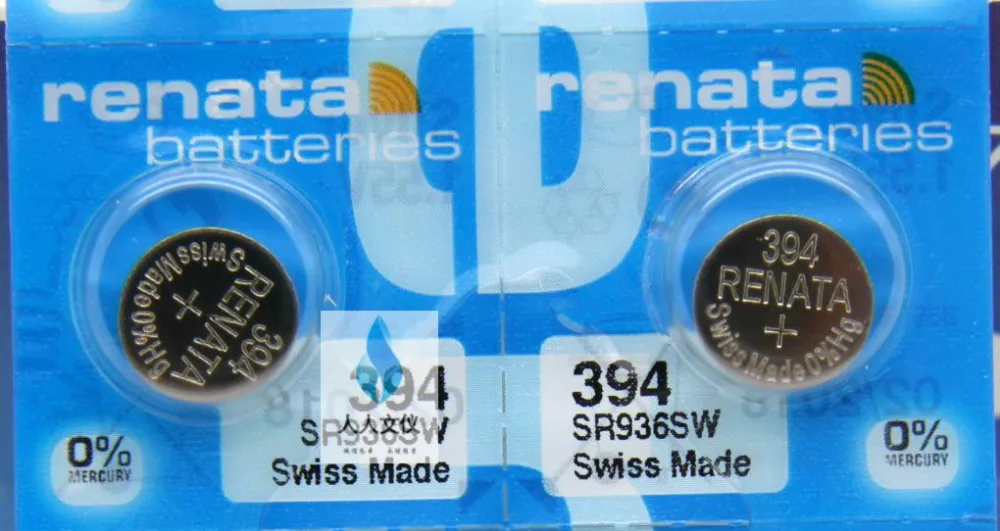 renata
batteries
Swiss Made 0% Hg
RENATA
394
+
394
SR936SW
Swiss Made
0%
MERCURY
人人文仪
renata
batteries
394
RENATA
+
Swiss Made 0% Hg
394
SR936SW
Swiss Made
0%
MERCURY